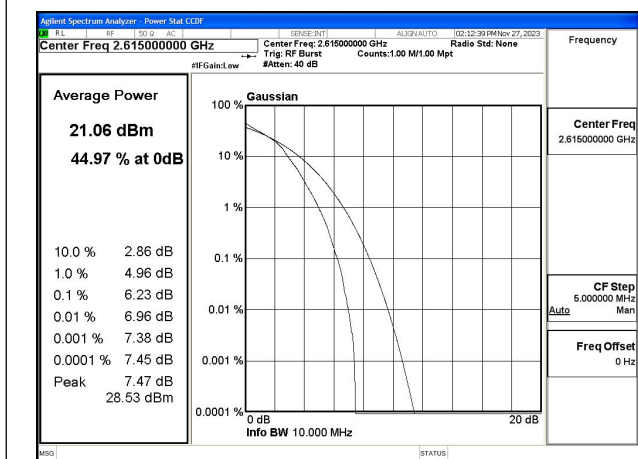 Agilent Spectrum Analyzer - Power Stat CCDF
RL RF 50 Ω AC SENSE:INT ALIGN AUTO 02:12:39 PM Nov 27, 2023
Center Freq 2.615000000 GHz
Center Freq: 2.615000000 GHz Radio Std: None
Trig: RF Burst Counts:1.00 M/1.00 Mpt
#IFGain:Low #Atten: 40 dB
Frequency
Average Power
21.06 dBm
44.97 % at 0dB
10.0 % 2.86 dB
1.0 % 4.96 dB
0.1 % 6.23 dB
0.01 % 6.96 dB
0.001 % 7.38 dB
0.0001 % 7.45 dB
Peak 7.47 dB
28.53 dBm
Gaussian
100 %
10 %
1 %
0.1 %
0.01 %
0.001 %
0.0001 %
0 dB 20 dB
Info BW 10.000 MHz
Center Freq
2.615000000 GHz
CF Step
5.000000 MHz
Auto Man
Freq Offset
0 Hz
MSG STATUS